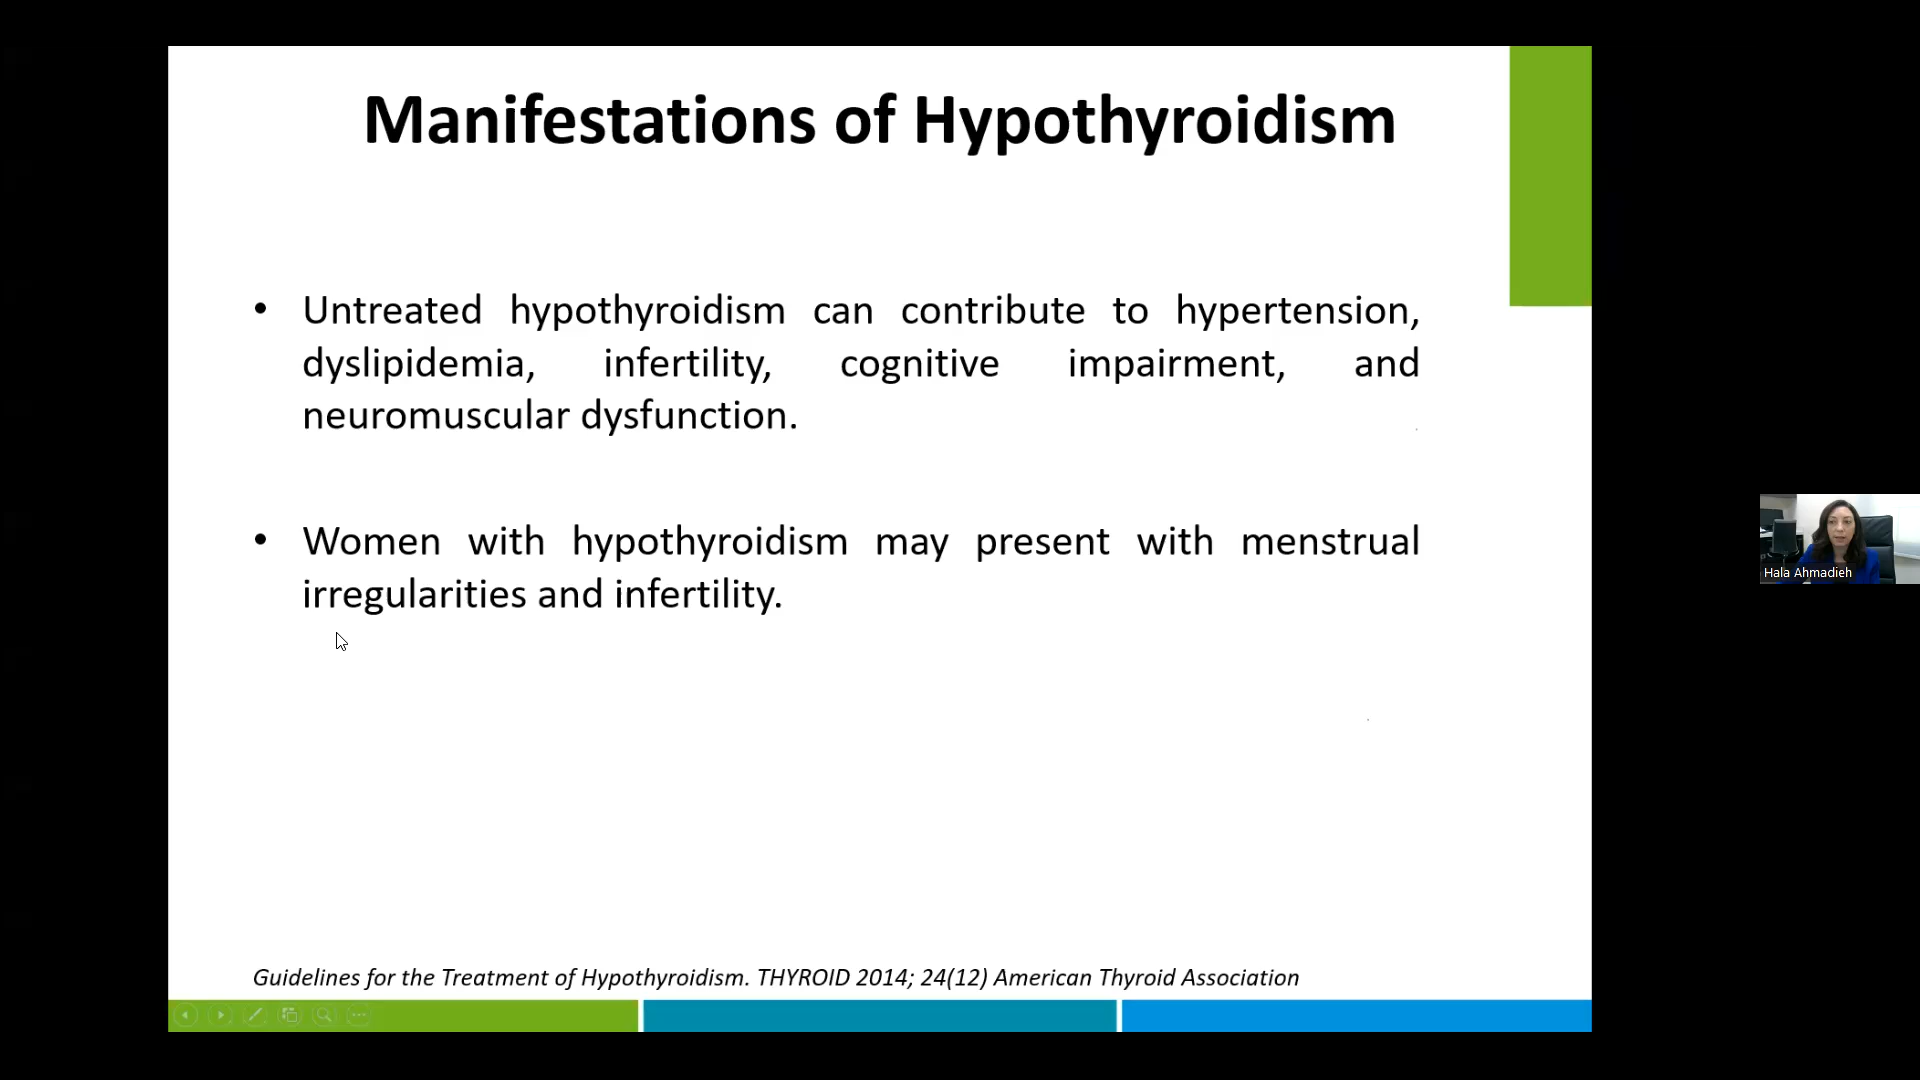 Manifestations of Hypothyroidism
• Untreated hypothyroidism can contribute to hypertension,
dyslipidemia, infertility, cognitive impairment, and
neuromuscular dysfunction.
• Women with hypothyroidism may present with menstrual
irregularities and infertility.
Hala Ahmadieh
Guidelines for the Treatment of Hypothyroidism. THYROID 2014; 24(12) American Thyroid Association